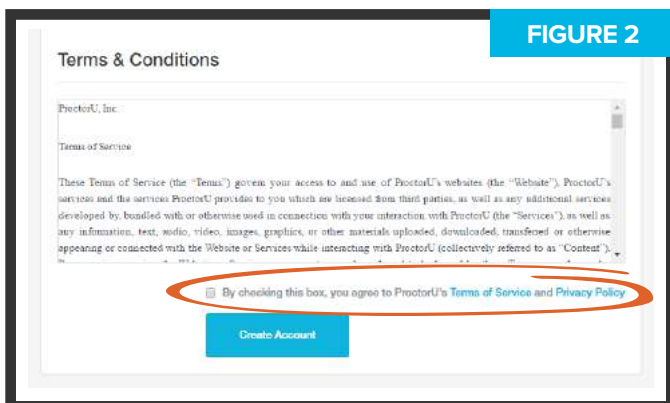 FIGURE 2
Terms & Conditions
ProctorU, Inc.
Terms of Service
These Terms of Service (the “Terms”) govern your access to and use of ProctorU’s websites (the “Website”), ProctorU’s
services and the services ProctorU provides to you which are licensed from third parties, as well as any additional services
developed by, bundled with or otherwise used in connection with your interaction with ProctorU (the “Services”), as well as
any information, text, audio, video, images, graphics, or other materials uploaded, downloaded, transferred or otherwise
appearing or connected with the Website or Services while interacting with ProctorU (collectively referred to as “Content”).
By checking this box, you agree to ProctorU's Terms of Service and Privacy Policy
Create Account